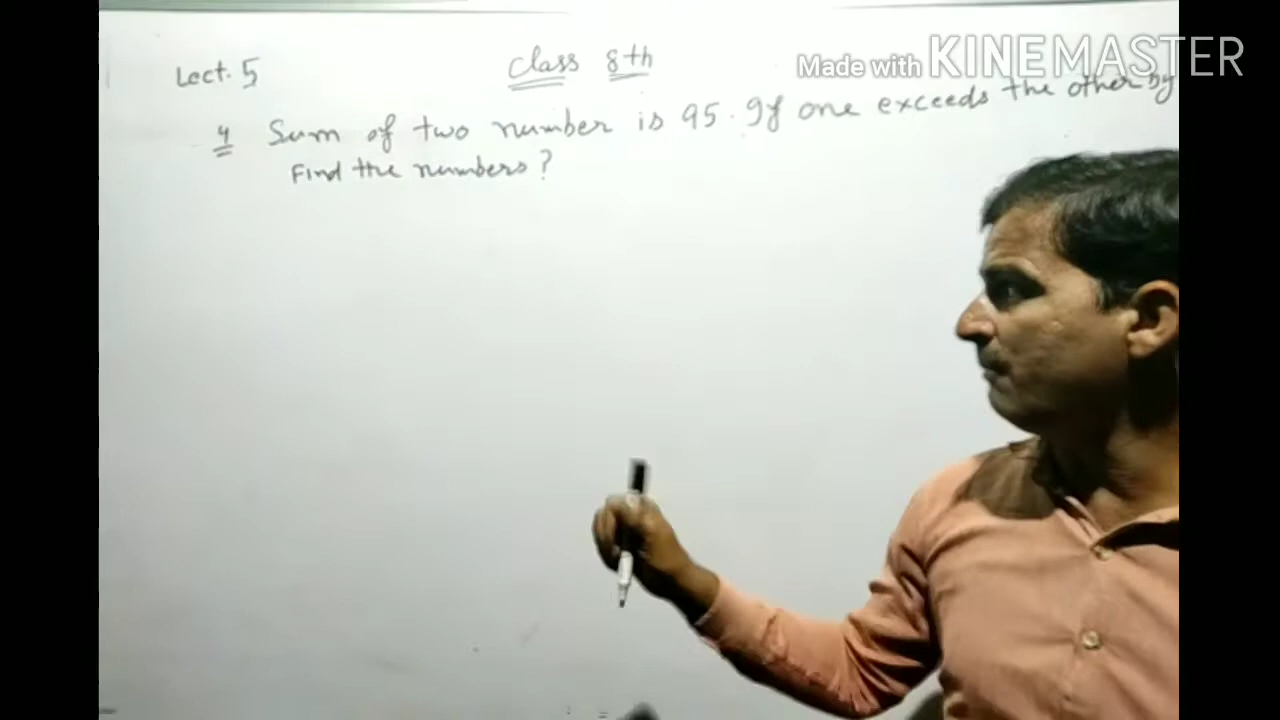 Lect. 5
Class 8th
Made with KINEMASTER
4 Sum of two number is 95. If one exceeds the other by
Find the numbers?